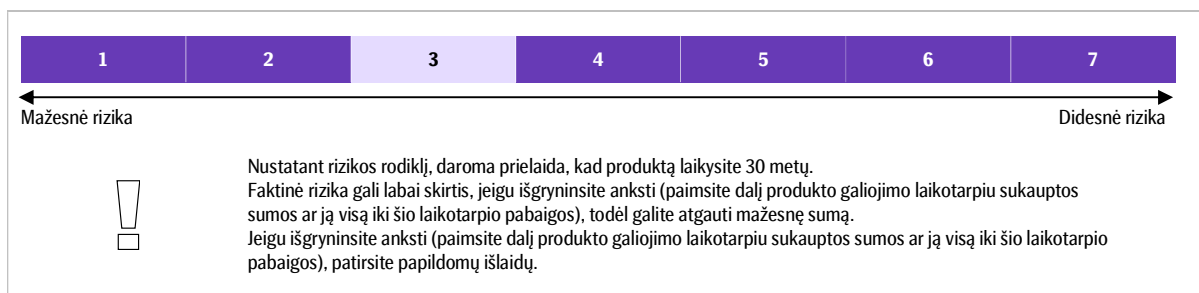 1 2 3 4 5 6 7
Mažesnė rizika Didesnė rizika
Nustatant rizikos rodiklį, daroma prielaida, kad produktą laikysite 30 metų.
Faktinė rizika gali labai skirtis, jeigu išgryninsite anksti (paimsite dalį produkto galiojimo laikotarpiu sukauptos
sumos ar ją visą iki šio laikotarpio pabaigos), todėl galite atgauti mažesnę sumą.
Jeigu išgryninsite anksti (paimsite dalį produkto galiojimo laikotarpiu sukauptos sumos ar ją visą iki šio laikotarpio
pabaigos), patirsite papildomų išlaidų.